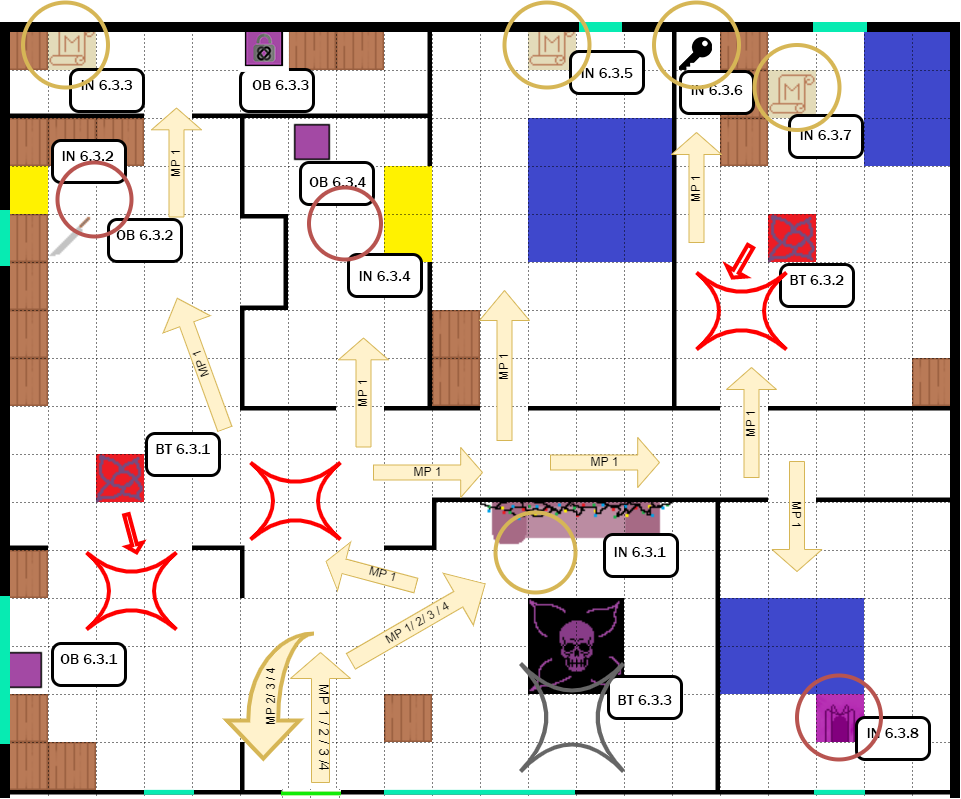 IN 6.3.3
OB 6.3.3
IN 6.3.5
IN 6.3.6
IN 6.3.7
IN 6.3.2
MP 1
OB 6.3.4
MP 1
OB 6.3.2
IN 6.3.4
BT 6.3.2
MP 1
MP 1
MP 1
MP 1
BT 6.3.1
MP 1
MP 1
MP 1
IN 6.3.1
MP 1
MP 1/ 2/ 3 / 4
OB 6.3.1
MP 2/ 3/ 4
MP 1 / 2 / 3 /4
BT 6.3.3
IN 6.3.8